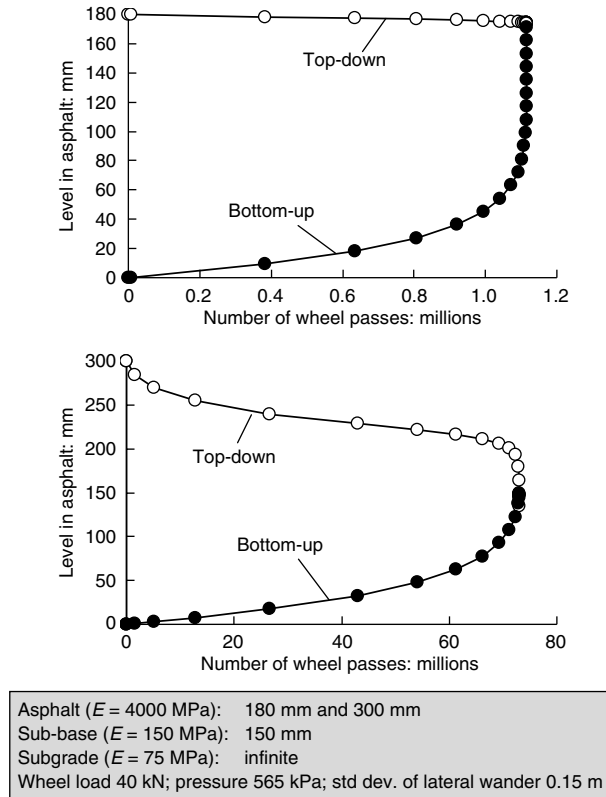 180
160
140
120
100
80
60
40
20
0
Level in asphalt: mm
Top-down
Bottom-up
0 0.2 0.4 0.6 0.8 1.0 1.2
Number of wheel passes: millions
300
250
200
150
100
50
0
Level in asphalt: mm
Top-down
Bottom-up
0 20 40 60 80
Number of wheel passes: millions
Asphalt (E = 4000 MPa): 180 mm and 300 mm
Sub-base (E = 150 MPa): 150 mm
Subgrade (E = 75 MPa): infinite
Wheel load 40 kN; pressure 565 kPa; std dev. of lateral wander 0.15 m